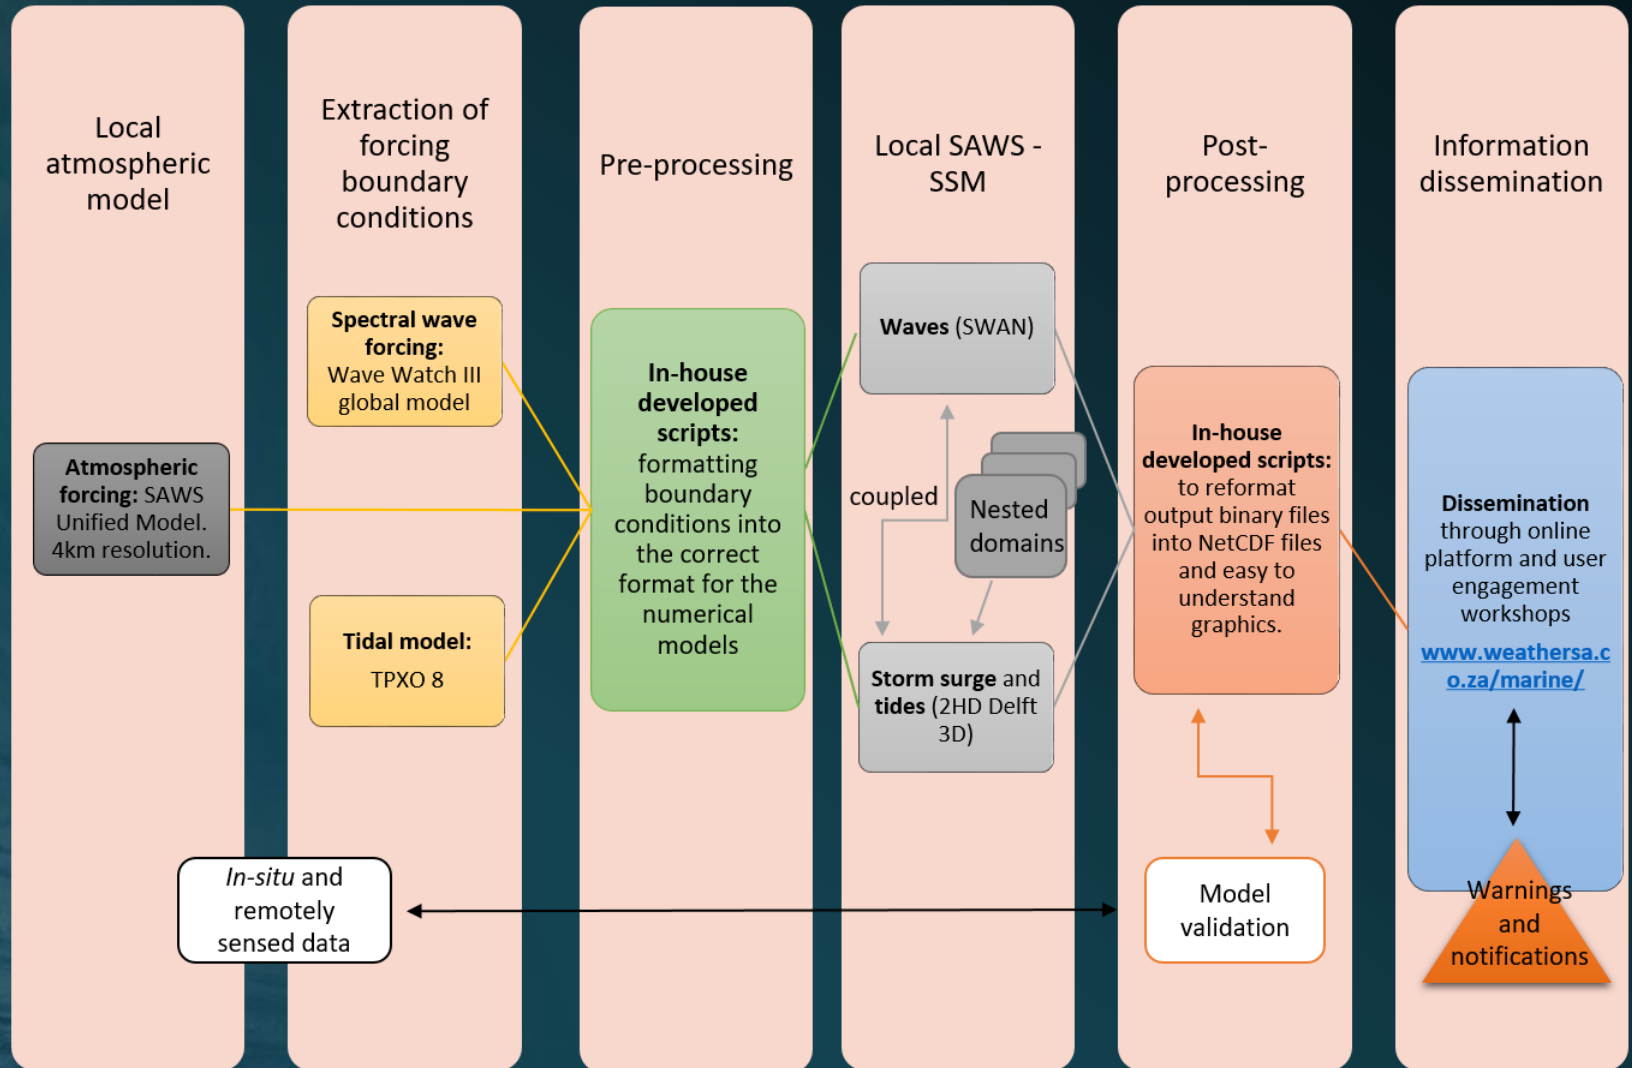 Local
atmospheric
model
Atmospheric
forcing: SAWS
Unified Model.
4km resolution.
Extraction of
forcing
boundary
conditions
Spectral wave
forcing:
Wave Watch III
global model
Tidal model:
TPXO 8
In-situ and
remotely
sensed data
Pre-processing
In-house
developed
scripts:
formatting
boundary
conditions into
the correct
format for the
numerical
models
Local SAWS -
SSM
Waves (SWAN)
coupled
Nested
domains
Storm surge and
tides (2HD Delft
3D)
Post-
processing
In-house
developed scripts:
to reformat
output binary files
into NetCDF files
and easy to
understand
graphics.
Model
validation
Information
dissemination
Dissemination
through online
platform and user
engagement
workshops
www.weathersa.c
o.za/marine/
Warnings
and
notifications